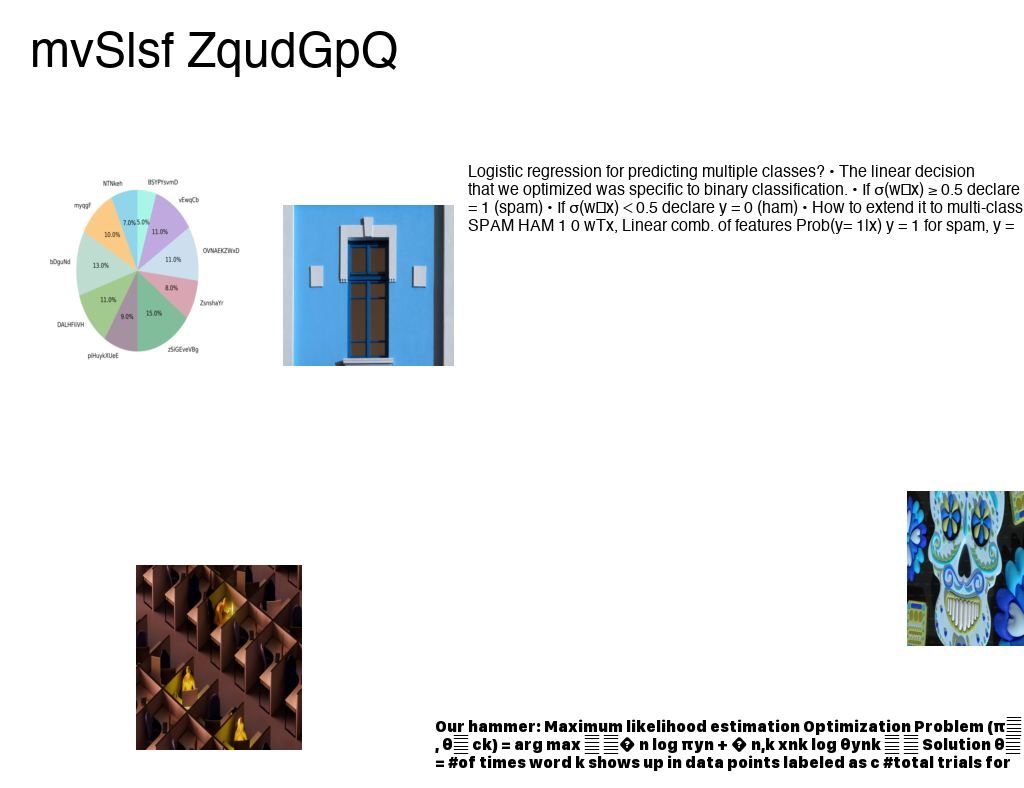 mvSlsf ZqudGpQ
NTNkeh
BSYPYsvmD
myqgF
vEwqCb
7.0%
5.0%
11.0%
10.0%
bDguNd
13.0%
11.0%
OVNAEKZWxD
8.0%
11.0%
ZsnshaYr
15.0%
9.0%
DALHFIiVH
piHuykXUeE
zSiGEveVBg
Logistic regression for predicting multiple classes? • The linear decision
that we optimized was specific to binary classification. • If σ(w□x) ≥ 0.5 declare
= 1 (spam) • If σ(w□x) < 0.5 declare y = 0 (ham) • How to extend it to multi-class
SPAM HAM 1 0 wTx, Linear comb. of features Prob(y= 1|x) y = 1 for spam, y =
Our hammer: Maximum likelihood estimation Optimization Problem (π
, θ ck) = arg max � n log πyn + � n,k xnk log θynk Solution θ
= #of times word k shows up in data points labeled as c #total trials for